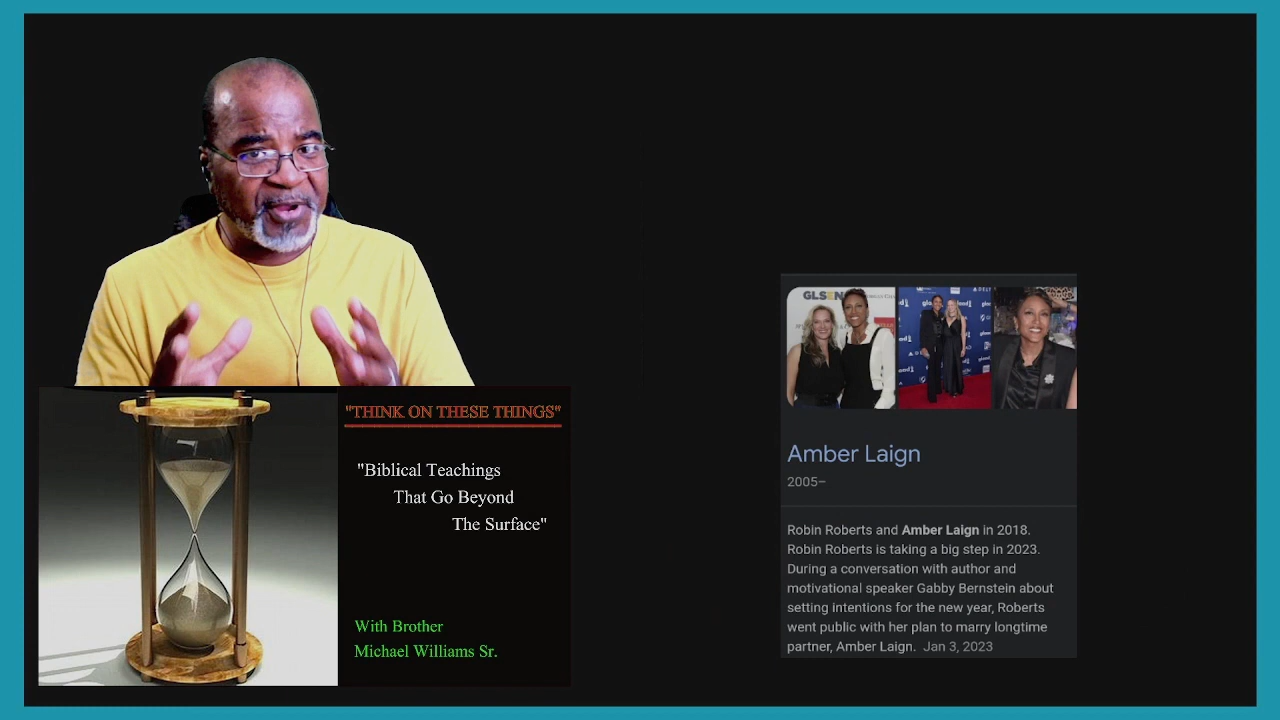 "THINK ON THESE THINGS"
"Biblical Teachings
That Go Beyond
The Surface"
With Brother
Michael Williams Sr.
GLSEN
Amber Laign
2005–
Robin Roberts and Amber Laign in 2018.
Robin Roberts is taking a big step in 2023.
During a conversation with author and
motivational speaker Gabby Bernstein about
setting intentions for the new year, Roberts
went public with her plan to marry longtime
partner, Amber Laign. Jan 3, 2023